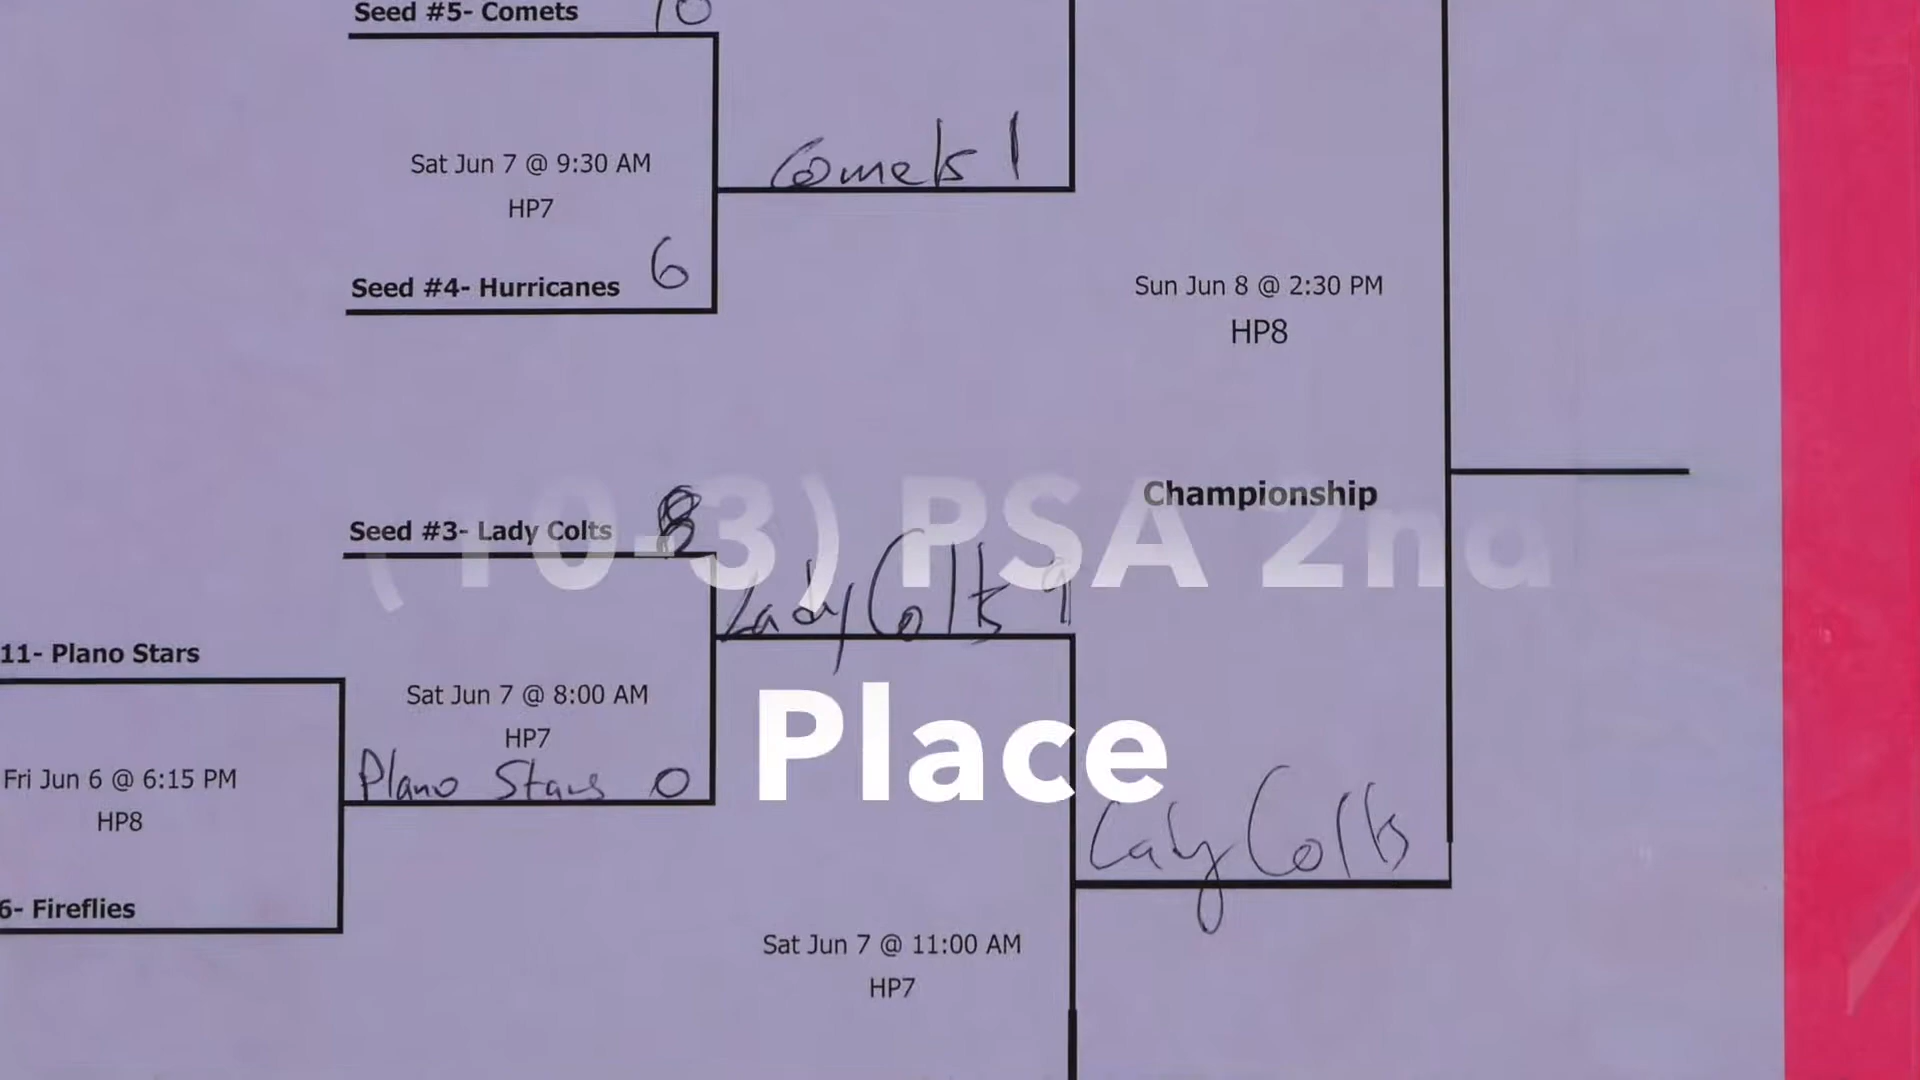 Seed #5- Comets 10
Sat Jun 7 @ 9:30 AM
HP7
Comets 1
Seed #4- Hurricanes 6
Sun Jun 8 @ 2:30 PM
HP8
Championship
(10-3) PSA 2nd
Place
Seed #3- Lady Colts 8
Lady Colts 9
11- Plano Stars
Sat Jun 7 @ 8:00 AM
HP7
Plano Stars 0
Fri Jun 6 @ 6:15 PM
HP8
Lady Colts
6- Fireflies
Sat Jun 7 @ 11:00 AM
HP7